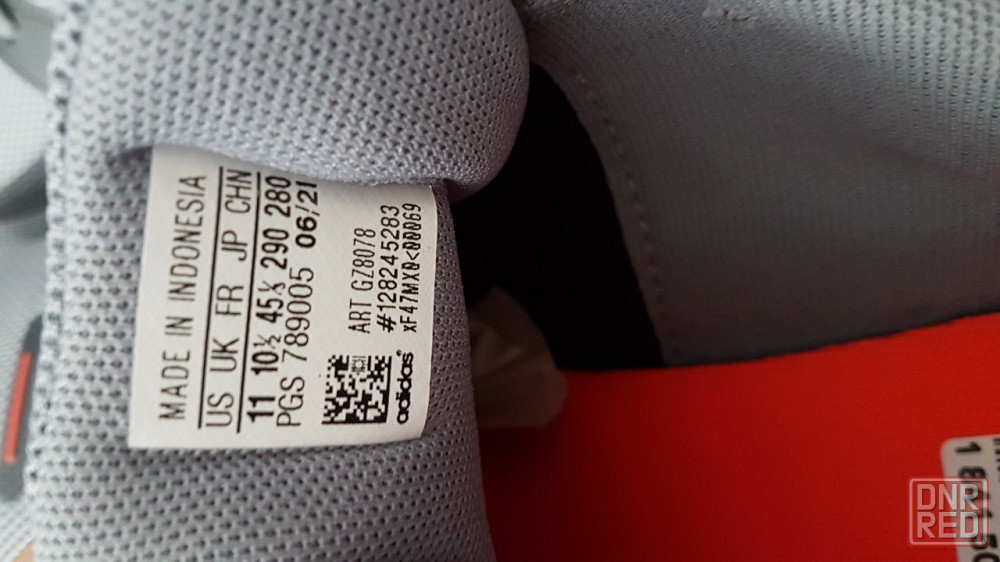 MADE IN INDONESIA
US UK FR JP CHN
11 10½ 45⅓ 290 280
PGS 789005 06/21
ART GZ8078
#128245283
xF47MX0<00069
adidas®
DNR
RED